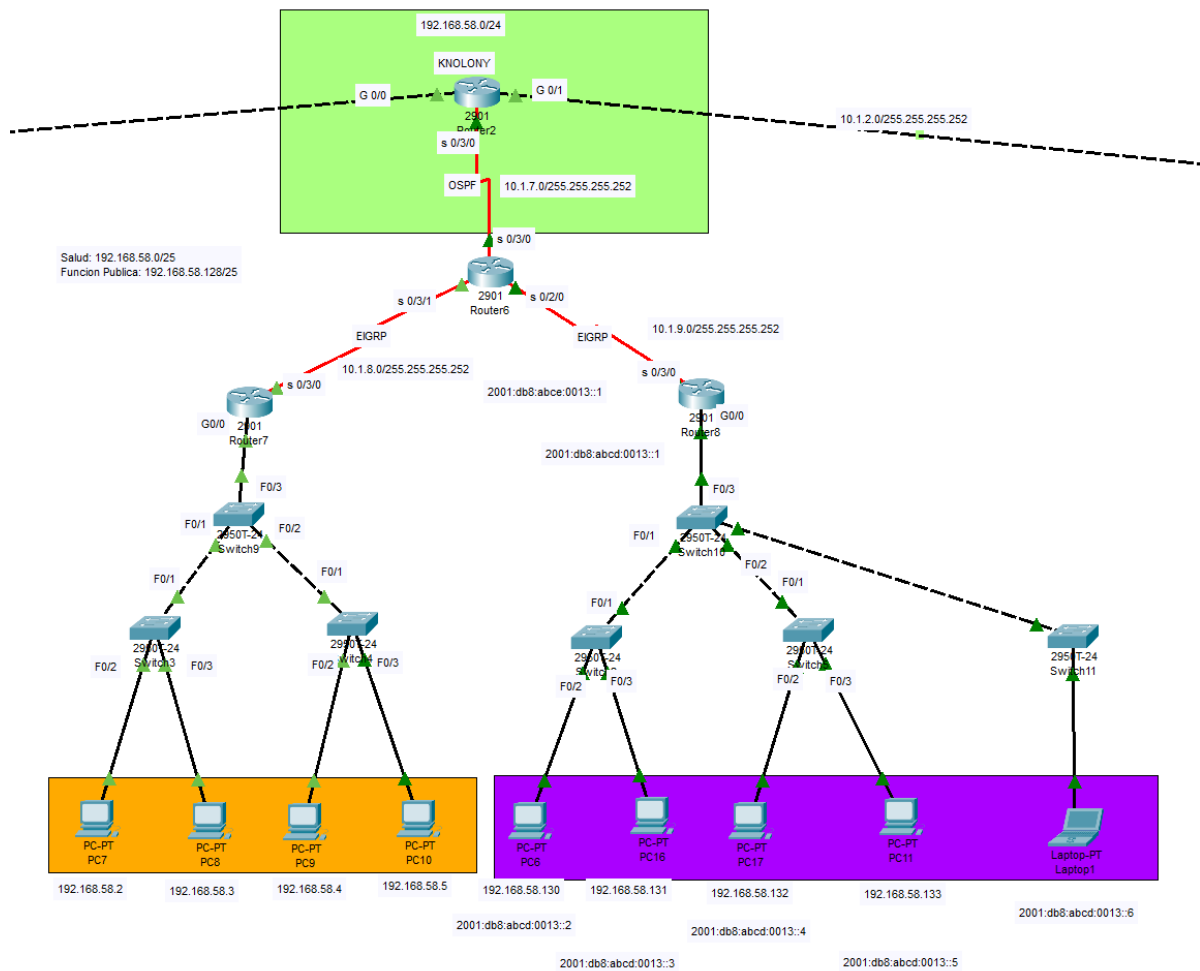 192.168.58.0/24
KNOLONY
G 0/0
G 0/1
2901
Router2
10.1.2.0/255.255.255.252
s 0/3/0
OSPF
10.1.7.0/255.255.255.252
s 0/3/0
Salud: 192.168.58.0/25
Funcion Publica: 192.168.58.128/25
2901
Router6
s 0/3/1
s 0/2/0
EIGRP
EIGRP
10.1.9.0/255.255.255.252
10.1.8.0/255.255.255.252
s 0/3/0
s 0/3/0
2001:db8:abce:0013::1
G0/0
2901
Router7
G0/0
2901
Router8
2001:db8:abcd:0013::1
F0/3
F0/3
F0/1
F0/2
2950T-24
Switch9
F0/1
2950T-24
Switch10
F0/2
F0/1
F0/1
F0/1
F0/1
2950T-24
Switch3
2950T-24
2950T-24
2950T-24
2950T-24
Switch11
F0/2
F0/3
F0/2
F0/3
F0/2
F0/3
F0/2
F0/3
PC-PT
PC7
PC-PT
PC8
PC-PT
PC9
PC-PT
PC10
PC-PT
PC6
PC-PT
PC16
PC-PT
PC17
PC-PT
PC11
Laptop-PT
Laptop1
192.168.58.2
192.168.58.3
192.168.58.4
192.168.58.5
192.168.58.130
192.168.58.131
192.168.58.132
192.168.58.133
2001:db8:abcd:0013::6
2001:db8:abcd:0013::2
2001:db8:abcd:0013::4
2001:db8:abcd:0013::3
2001:db8:abcd:0013::5